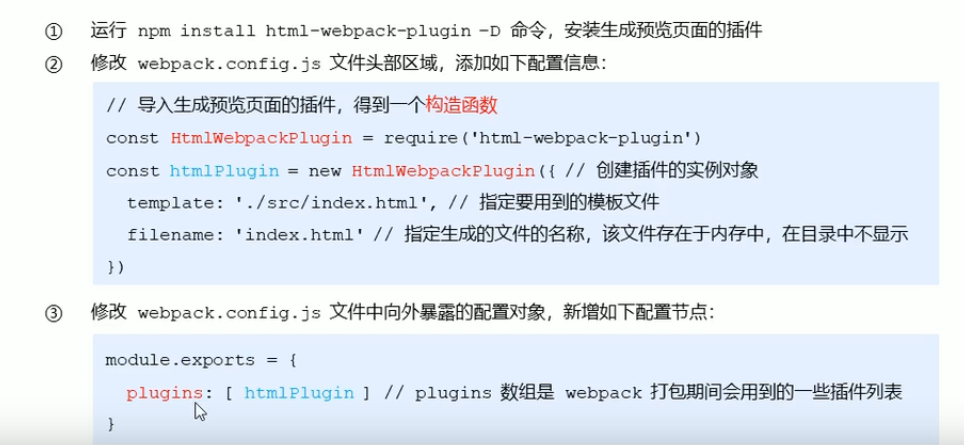 ① 运行 npm install html-webpack-plugin -D 命令，安装生成预览页面的插件
② 修改 webpack.config.js 文件头部区域，添加如下配置信息：
// 导入生成预览页面的插件，得到一个构造函数
const HtmlWebpackPlugin = require('html-webpack-plugin')
const htmlPlugin = new HtmlWebpackPlugin({ // 创建插件的实例对象
template: './src/index.html', // 指定要用到的模板文件
filename: 'index.html' // 指定生成的文件的名称，该文件存在于内存中，在目录中不显示
})
③ 修改 webpack.config.js 文件中向外暴露的配置对象，新增如下配置节点：
module.exports = {
plugins: [ htmlPlugin ] // plugins 数组是 webpack 打包期间会用到的一些插件列表
}